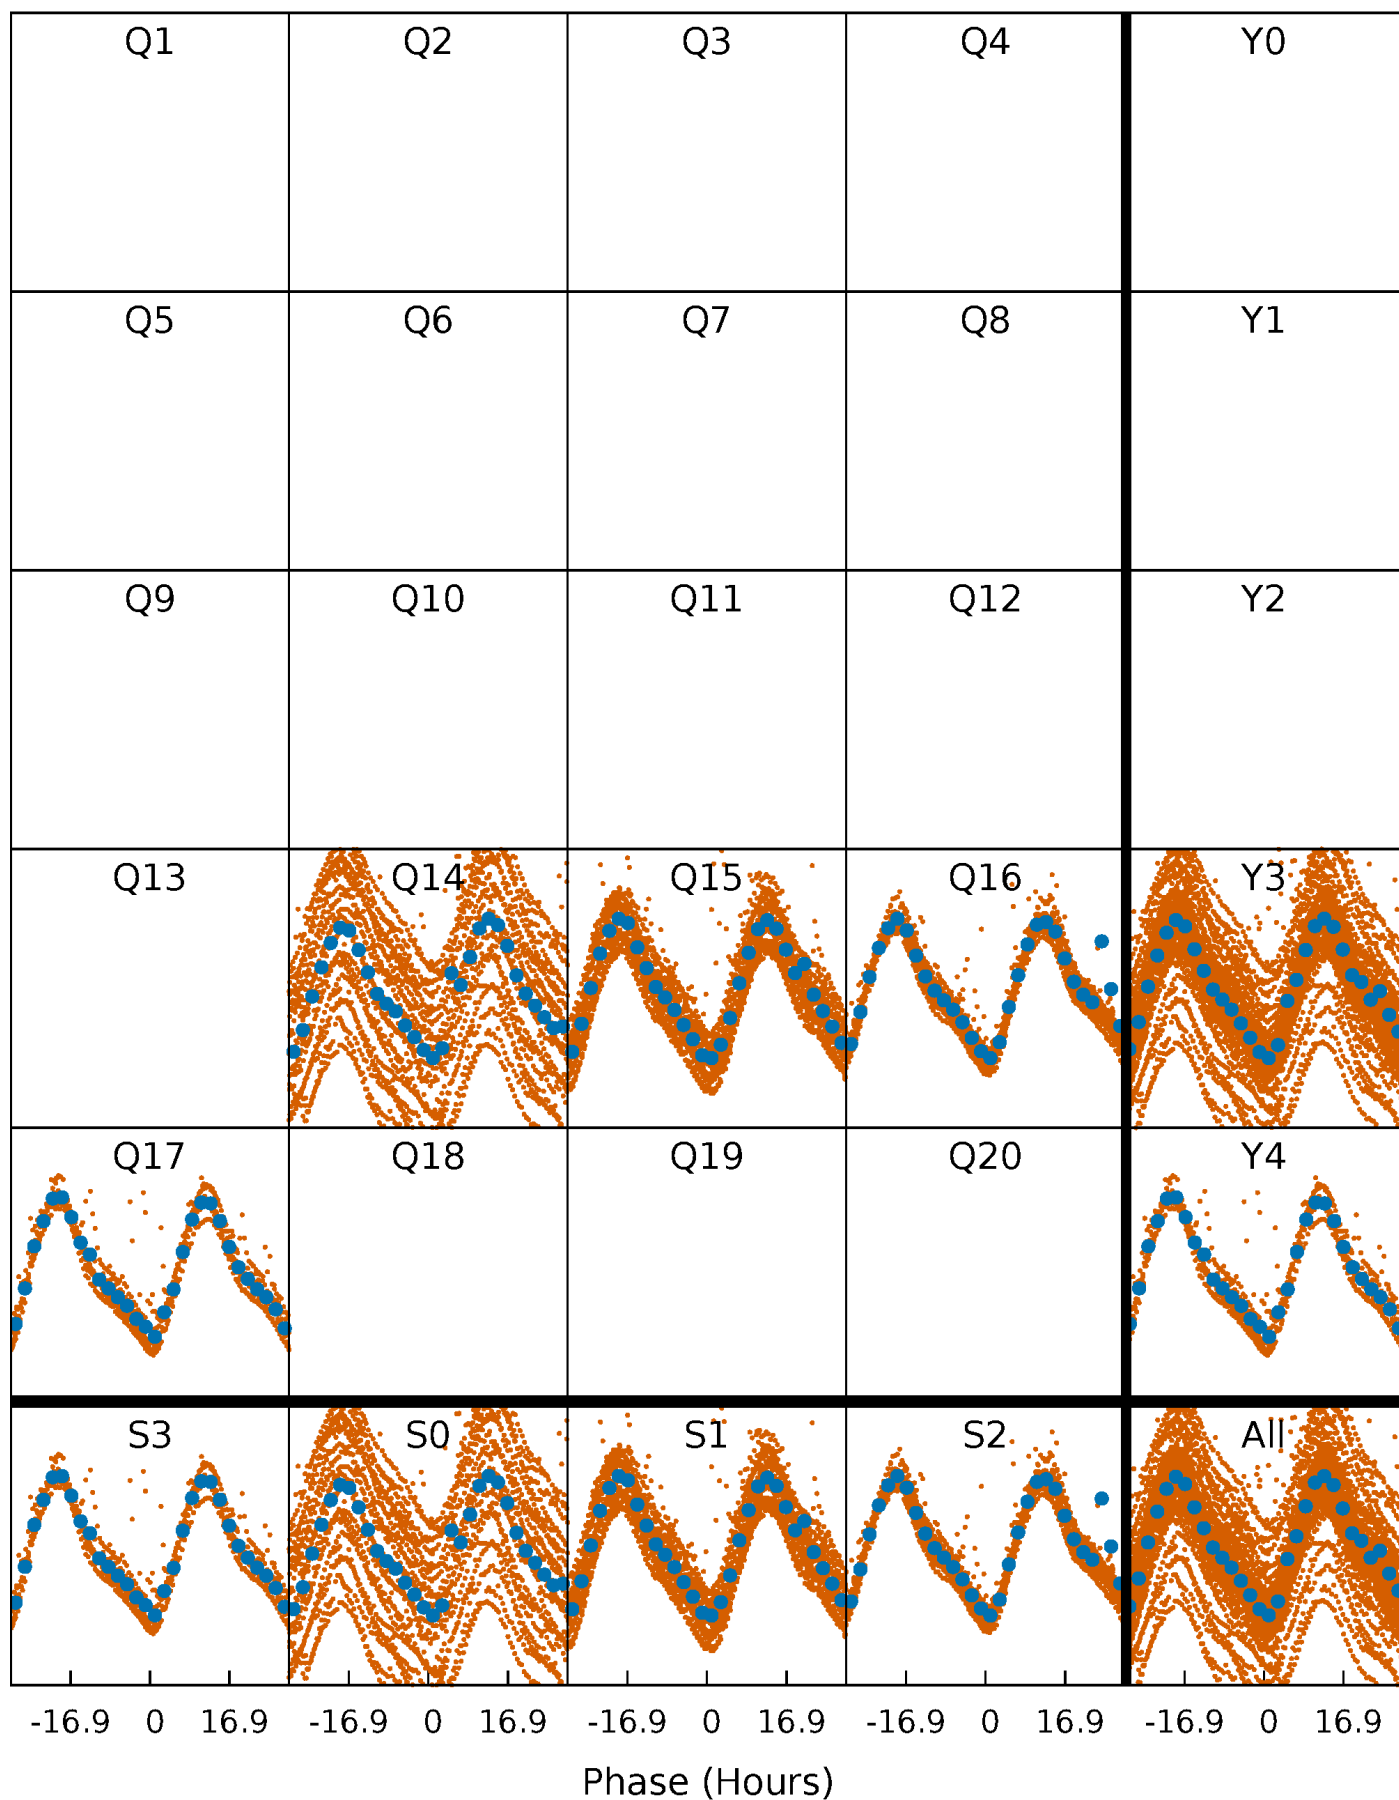 Q1 Q2 Q3 Q4 Y0
Q5 Q6 Q7 Q8 Y1
Q9 Q10 Q11 Q12 Y2
Q13 Q14 Q15 Q16 Y3
Q17 Q18 Q19 Q20 Y4
S3 S0 S1 S2 All
-16.9 0 16.9 -16.9 0 16.9 -16.9 0 16.9 -16.9 0 16.9 -16.9 0 16.9
Phase (Hours)